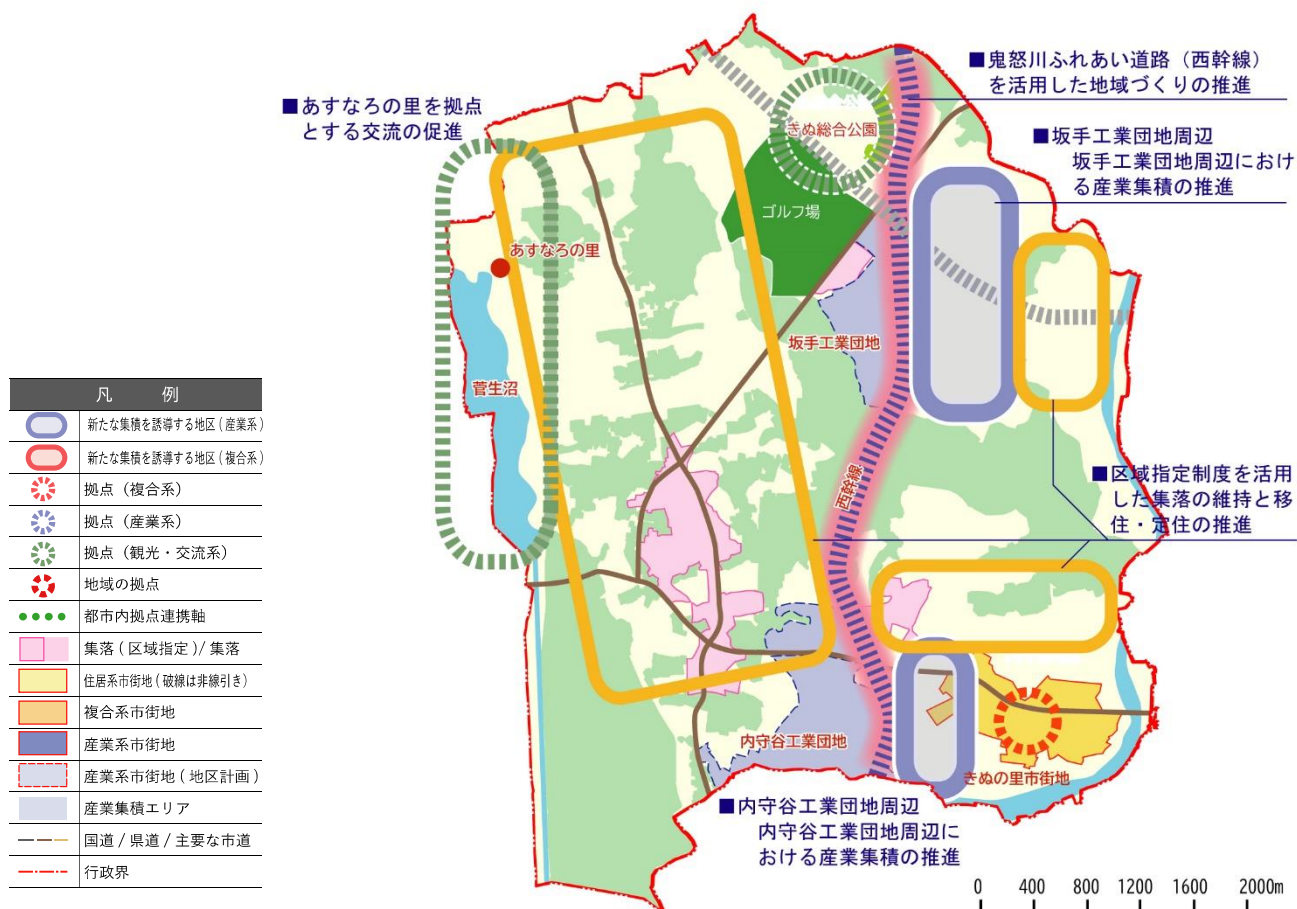 ■鬼怒川ふれあい道路（西幹線）
を活用した地域づくりの推進
■あすなろの里を拠点
とする交流の促進
■坂手工業団地周辺
坂手工業団地周辺におけ
る産業集積の推進
きぬ総合公園
ゴルフ場
あすなろの里
坂手工業団地
菅生沼
西幹線
■区域指定制度を活用
した集落の維持と移
住・定住の推進
内守谷工業団地
きぬの里市街地
■内守谷工業団地周辺
内守谷工業団地周辺に
おける産業集積の推進
凡 例
新たな集積を誘導する地区(産業系)
新たな集積を誘導する地区(複合系)
拠点（複合系）
拠点（産業系）
拠点（観光・交流系）
地域の拠点
都市内拠点連携軸
集落(区域指定)/集落
住居系市街地(破線は非線引き)
複合系市街地
産業系市街地
産業系市街地(地区計画)
産業集積エリア
国道/県道/主要な市道
行政界
0 400 800 1200 1600 2000m